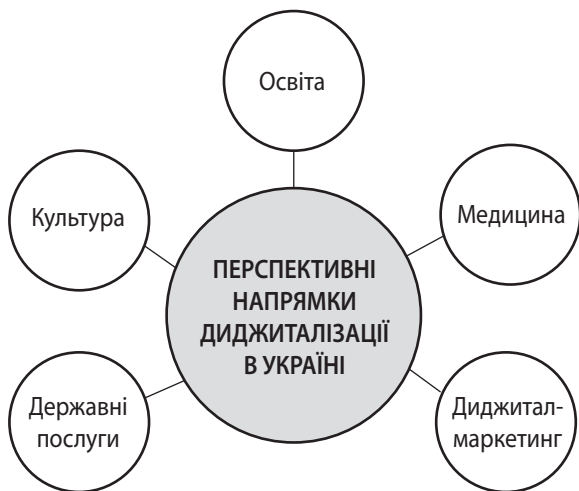 Освіта
Культура
Медицина
ПЕРСПЕКТИВНІ
НАПРЯМКИ
ДИДЖИТАЛІЗАЦІЇ
В УКРАЇНІ
Державні
послуги
Диджитал-
маркетинг